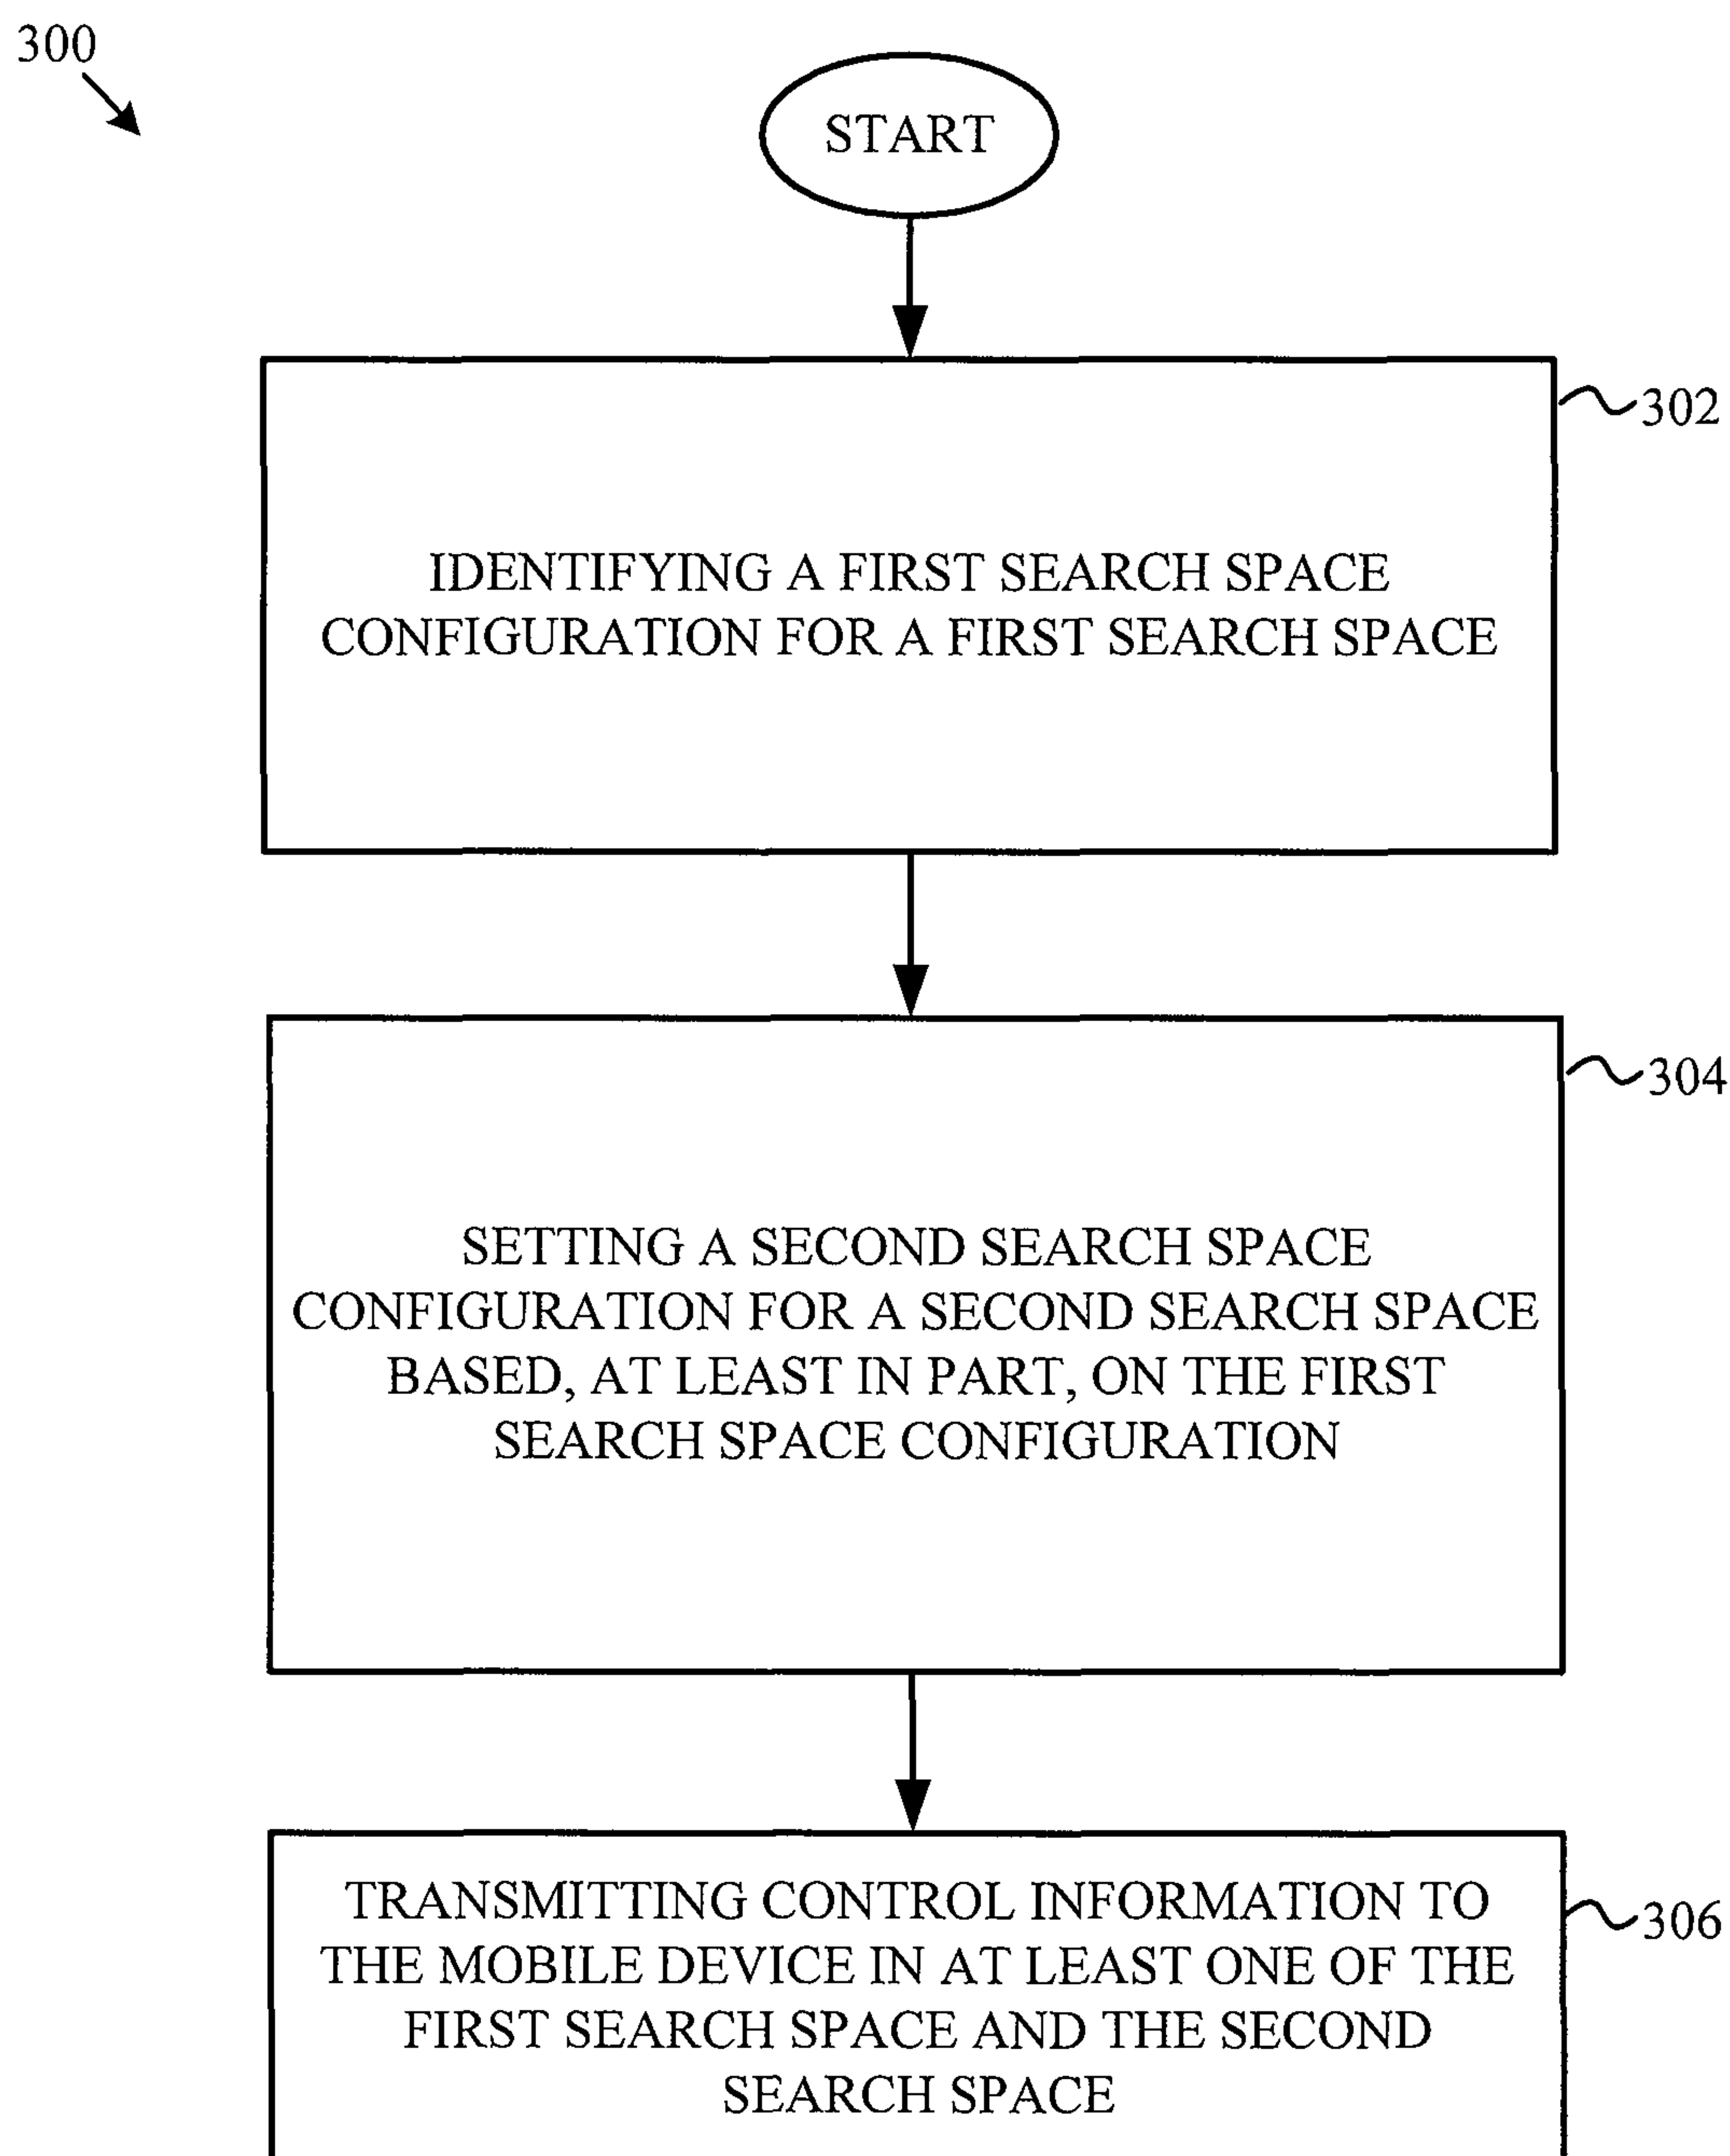 300
START
302
IDENTIFYING A FIRST SEARCH SPACE
CONFIGURATION FOR A FIRST SEARCH SPACE
304
SETTING A SECOND SEARCH SPACE
CONFIGURATION FOR A SECOND SEARCH SPACE
BASED, AT LEAST IN PART, ON THE FIRST
SEARCH SPACE CONFIGURATION
306
TRANSMITTING CONTROL INFORMATION TO
THE MOBILE DEVICE IN AT LEAST ONE OF THE
FIRST SEARCH SPACE AND THE SECOND
SEARCH SPACE